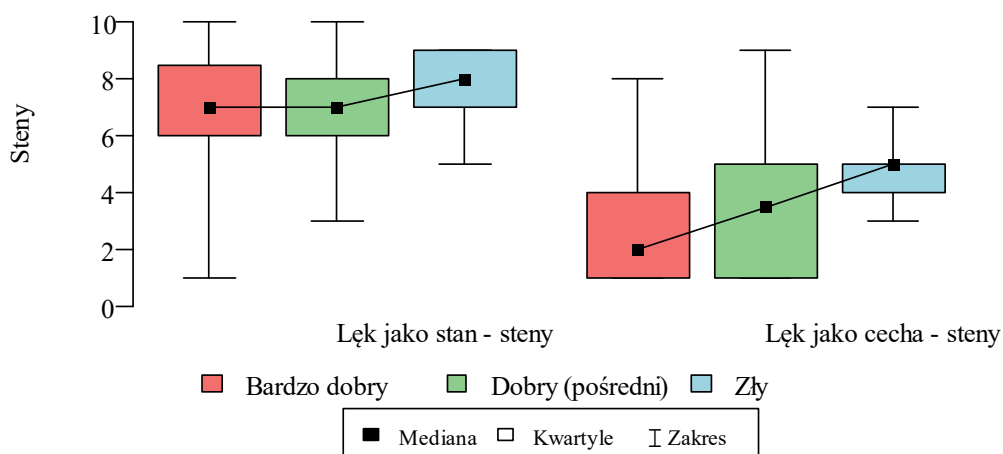 Steny
10
8
6
4
2
0
Lęk jako stan - steny
Lęk jako cecha - steny
Bardzo dobry Dobry (pośredni) Zły
Mediana Kwartyle Zakres